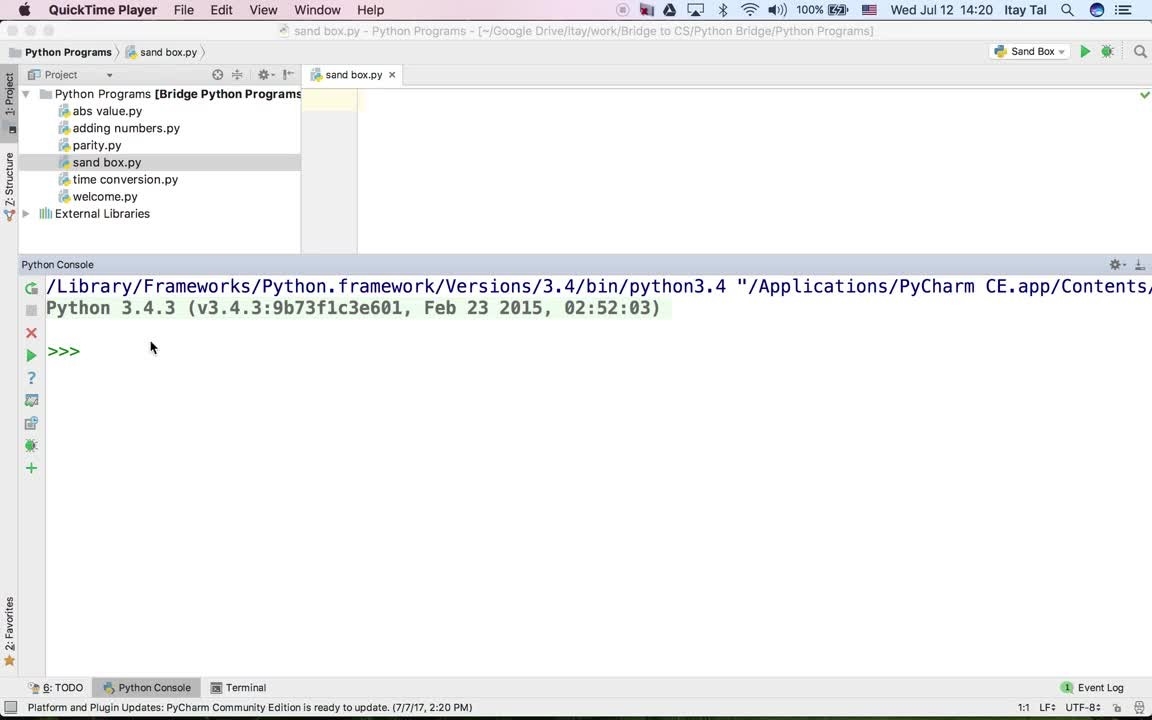 QuickTime Player File Edit View Window Help 100% Wed Jul 12 14:20 Itay Tal
sand box.py - Python Programs - [~/Google Drive/itay/work/Bridge to CS/Python Bridge/Python Programs]
Python Programs sand box.py Sand Box
1: Project
Project
sand box.py
Python Programs [Bridge Python Programs
abs value.py
adding numbers.py
parity.py
sand box.py
time conversion.py
welcome.py
External Libraries
7: Structure
Python Console
/Library/Frameworks/Python.framework/Versions/3.4/bin/python3.4 "/Applications/PyCharm CE.app/Contents/
Python 3.4.3 (v3.4.3:9b73f1c3e601, Feb 23 2015, 02:52:03)
>>>
2: Favorites
6: TODO Python Console Terminal 1 Event Log
Platform and Plugin Updates: PyCharm Community Edition is ready to update. (7/7/17, 2:20 PM) 1:1 LF UTF-8